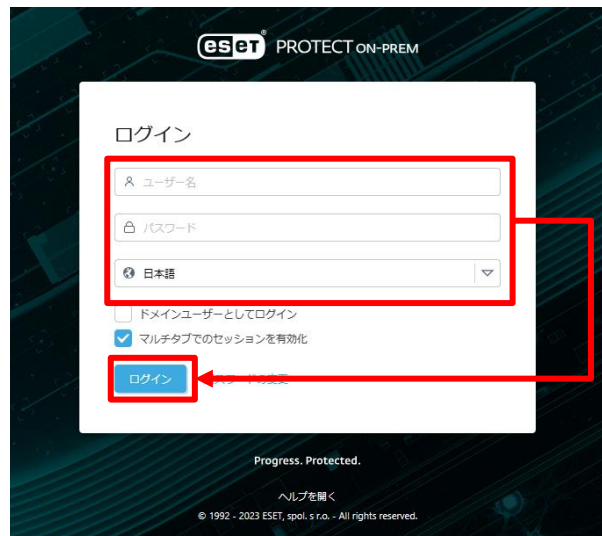 eset PROTECT ON-PREM
ログイン
ユーザー名
パスワード
日本語
ドメインユーザーとしてログイン
マルチタブでのセッションを有効化
ログイン
Progress. Protected.
ヘルプを開く
© 1992 - 2023 ESET, spol. s r.o. - All rights reserved.